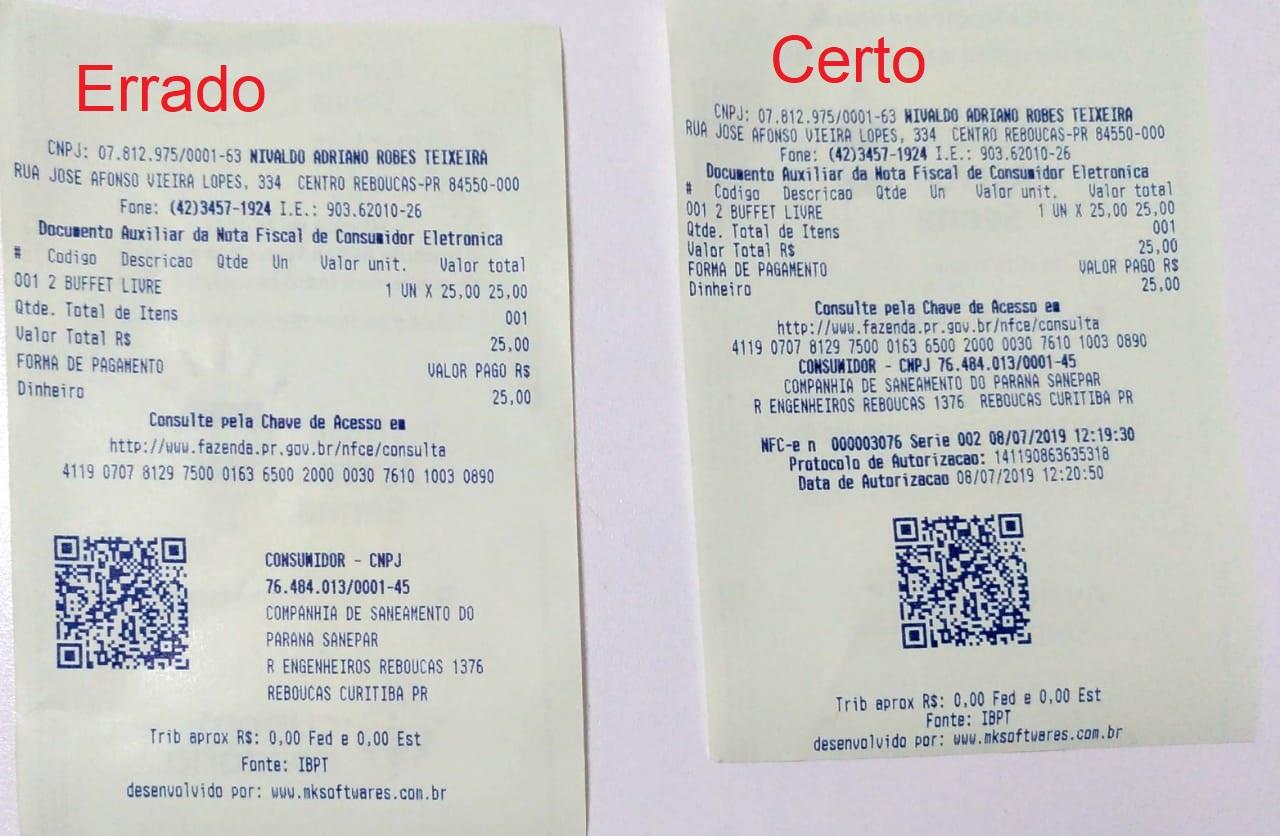 Errado
CNPJ: 07.812.975/0001-63 NIVALDO ADRIANO ROBES TEIXEIRA
RUA JOSE AFONSO VIEIRA LOPES, 334 CENTRO REBOUCAS-PR 84550-000
Fone: (42)3457-1924 I.E.: 903.62010-26
Documento Auxiliar da Nota Fiscal de Consumidor Eletronica
# Codigo Descricao Qtde Un Valor unit. Valor total
001 2 BUFFET LIVRE 1 UN X 25,00 25,00
Qtde. Total de Itens 001
Valor Total R$ 25,00
FORMA DE PAGAMENTO VALOR PAGO R$
Dinheiro 25,00
Consulte pela Chave de Acesso em
http://www.fazenda.pr.gov.br/nfce/consulta
4119 0707 8129 7500 0163 6500 2000 0030 7610 1003 0890
CONSUMIDOR - CNPJ
76.484.013/0001-45
COMPANHIA DE SANEAMENTO DO
PARANA SANEPAR
R ENGENHEIROS REBOUCAS 1376
REBOUCAS CURITIBA PR
Trib aprox R$: 0,00 Fed e 0,00 Est
Fonte: IBPT
desenvolvido por: www.mksoftwares.com.br
Certo
CNPJ: 07.812.975/0001-63 NIVALDO ADRIANO ROBES TEIXEIRA
RUA JOSE AFONSO VIEIRA LOPES, 334 CENTRO REBOUCAS-PR 84550-000
Fone: (42)3457-1924 I.E.: 903.62010-26
Documento Auxiliar da Nota Fiscal de Consumidor Eletronica
# Codigo Descricao Qtde Un Valor unit. Valor total
001 2 BUFFET LIVRE 1 UN X 25,00 25,00
Qtde. Total de Itens 001
Valor Total R$ 25,00
FORMA DE PAGAMENTO VALOR PAGO R$
Dinheiro 25,00
Consulte pela Chave de Acesso em
http://www.fazenda.pr.gov.br/nfce/consulta
4119 0707 8129 7500 0163 6500 2000 0030 7610 1003 0890
CONSUMIDOR - CNPJ 76.484.013/0001-45
COMPANHIA DE SANEAMENTO DO PARANA SANEPAR
R ENGENHEIROS REBOUCAS 1376 REBOUCAS CURITIBA PR
NFC-e n 000003076 Serie 002 08/07/2019 12:19:30
Protocolo de Autorizacao: 141190863635318
Data de Autorizacao 08/07/2019 12:20:50
Trib aprox R$: 0,00 Fed e 0,00 Est
Fonte: IBPT
desenvolvido por: www.mksoftwares.com.br